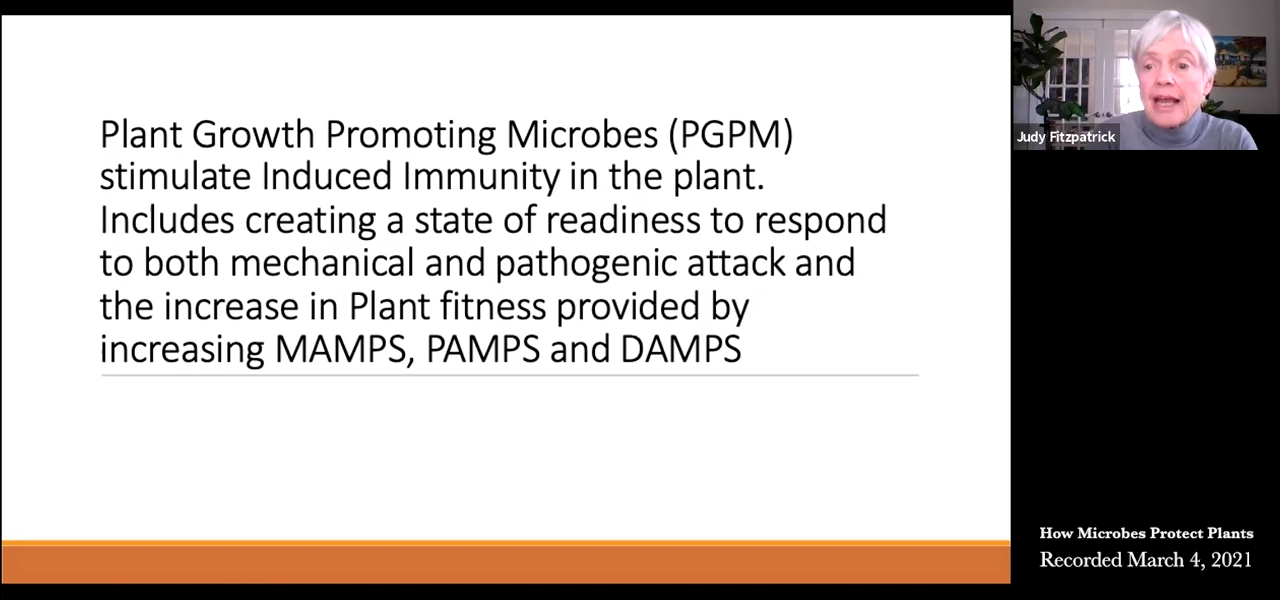 Plant Growth Promoting Microbes (PGPM)
stimulate Induced Immunity in the plant.
Includes creating a state of readiness to respond
to both mechanical and pathogenic attack and
the increase in Plant fitness provided by
increasing MAMPS, PAMPS and DAMPS
Judy Fitzpatrick
How Microbes Protect Plants
Recorded March 4, 2021